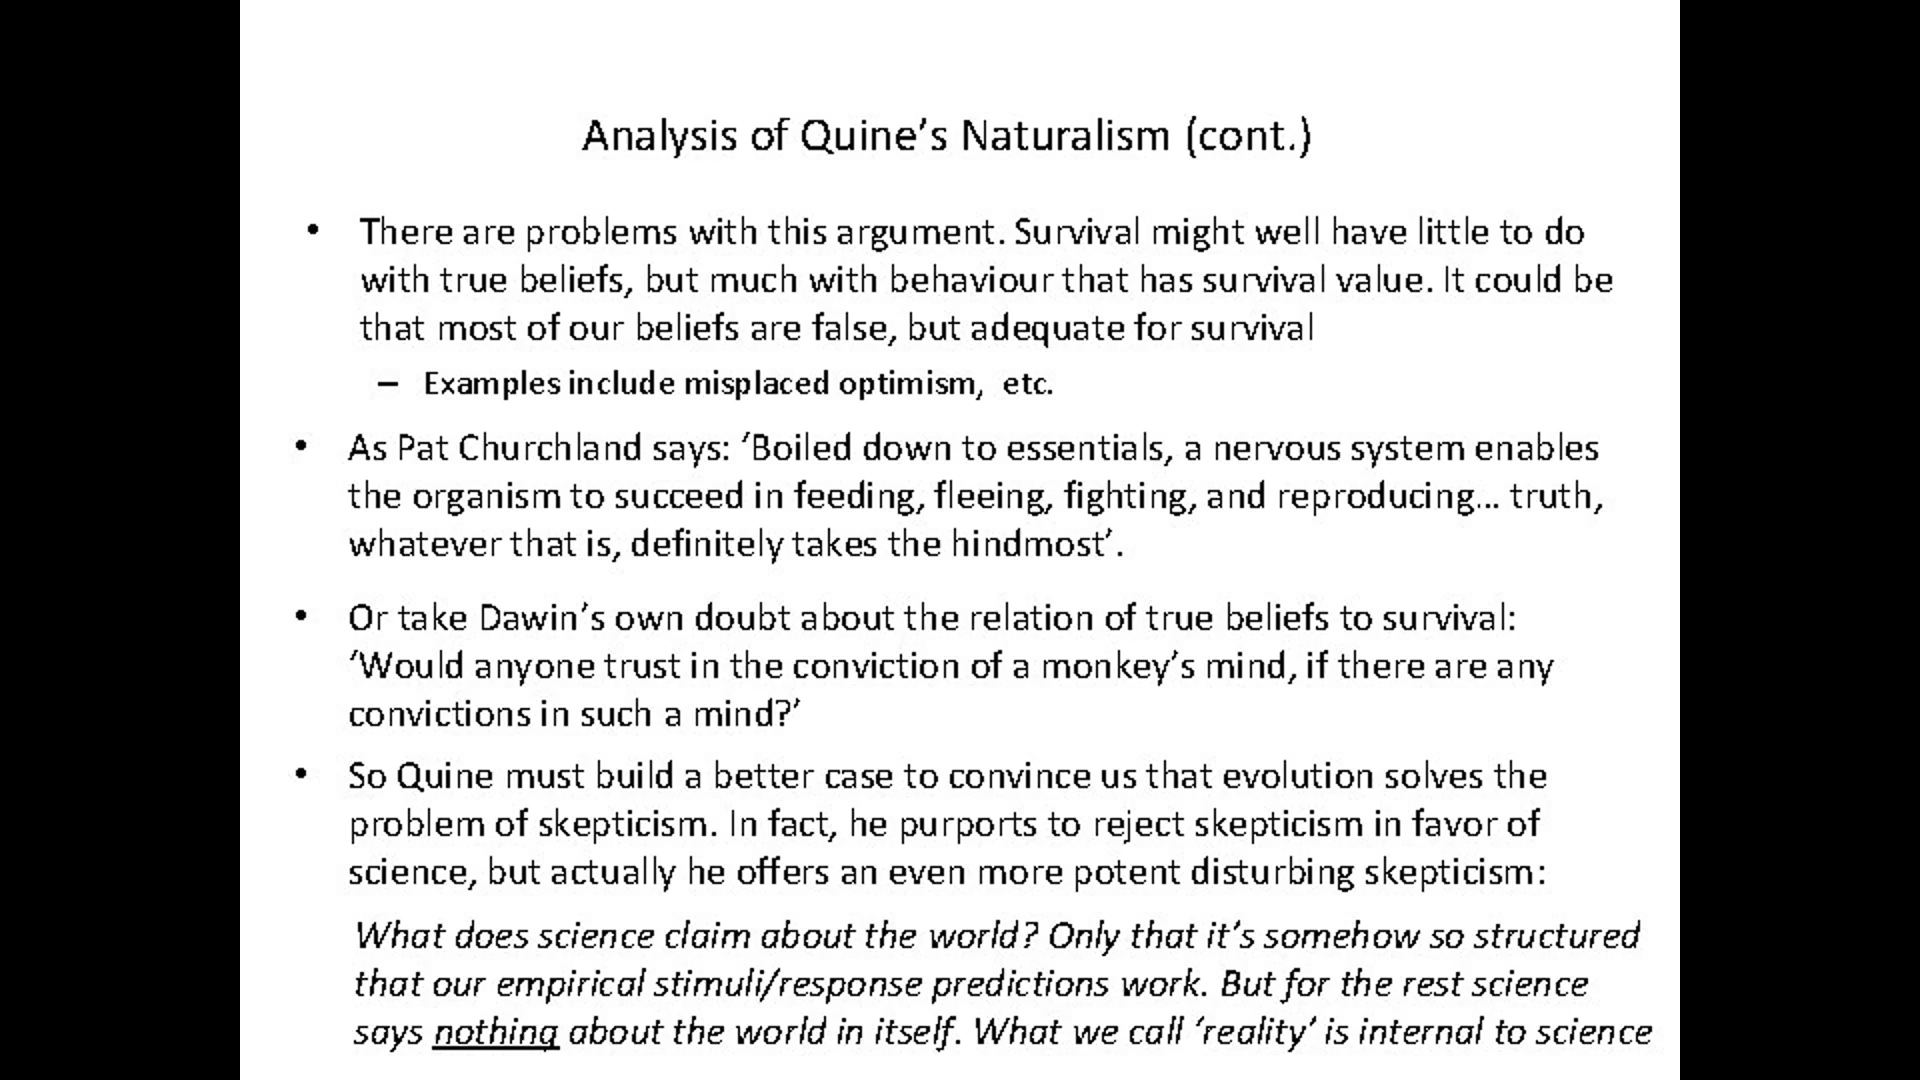 Analysis of Quine’s Naturalism (cont.)
• There are problems with this argument. Survival might well have little to do
with true beliefs, but much with behaviour that has survival value. It could be
that most of our beliefs are false, but adequate for survival
– Examples include misplaced optimism, etc.
• As Pat Churchland says: ‘Boiled down to essentials, a nervous system enables
the organism to succeed in feeding, fleeing, fighting, and reproducing… truth,
whatever that is, definitely takes the hindmost’.
• Or take Dawin’s own doubt about the relation of true beliefs to survival:
‘Would anyone trust in the conviction of a monkey’s mind, if there are any
convictions in such a mind?’
• So Quine must build a better case to convince us that evolution solves the
problem of skepticism. In fact, he purports to reject skepticism in favor of
science, but actually he offers an even more potent disturbing skepticism:
What does science claim about the world? Only that it’s somehow so structured
that our empirical stimuli/response predictions work. But for the rest science
says nothing about the world in itself. What we call ‘reality’ is internal to science